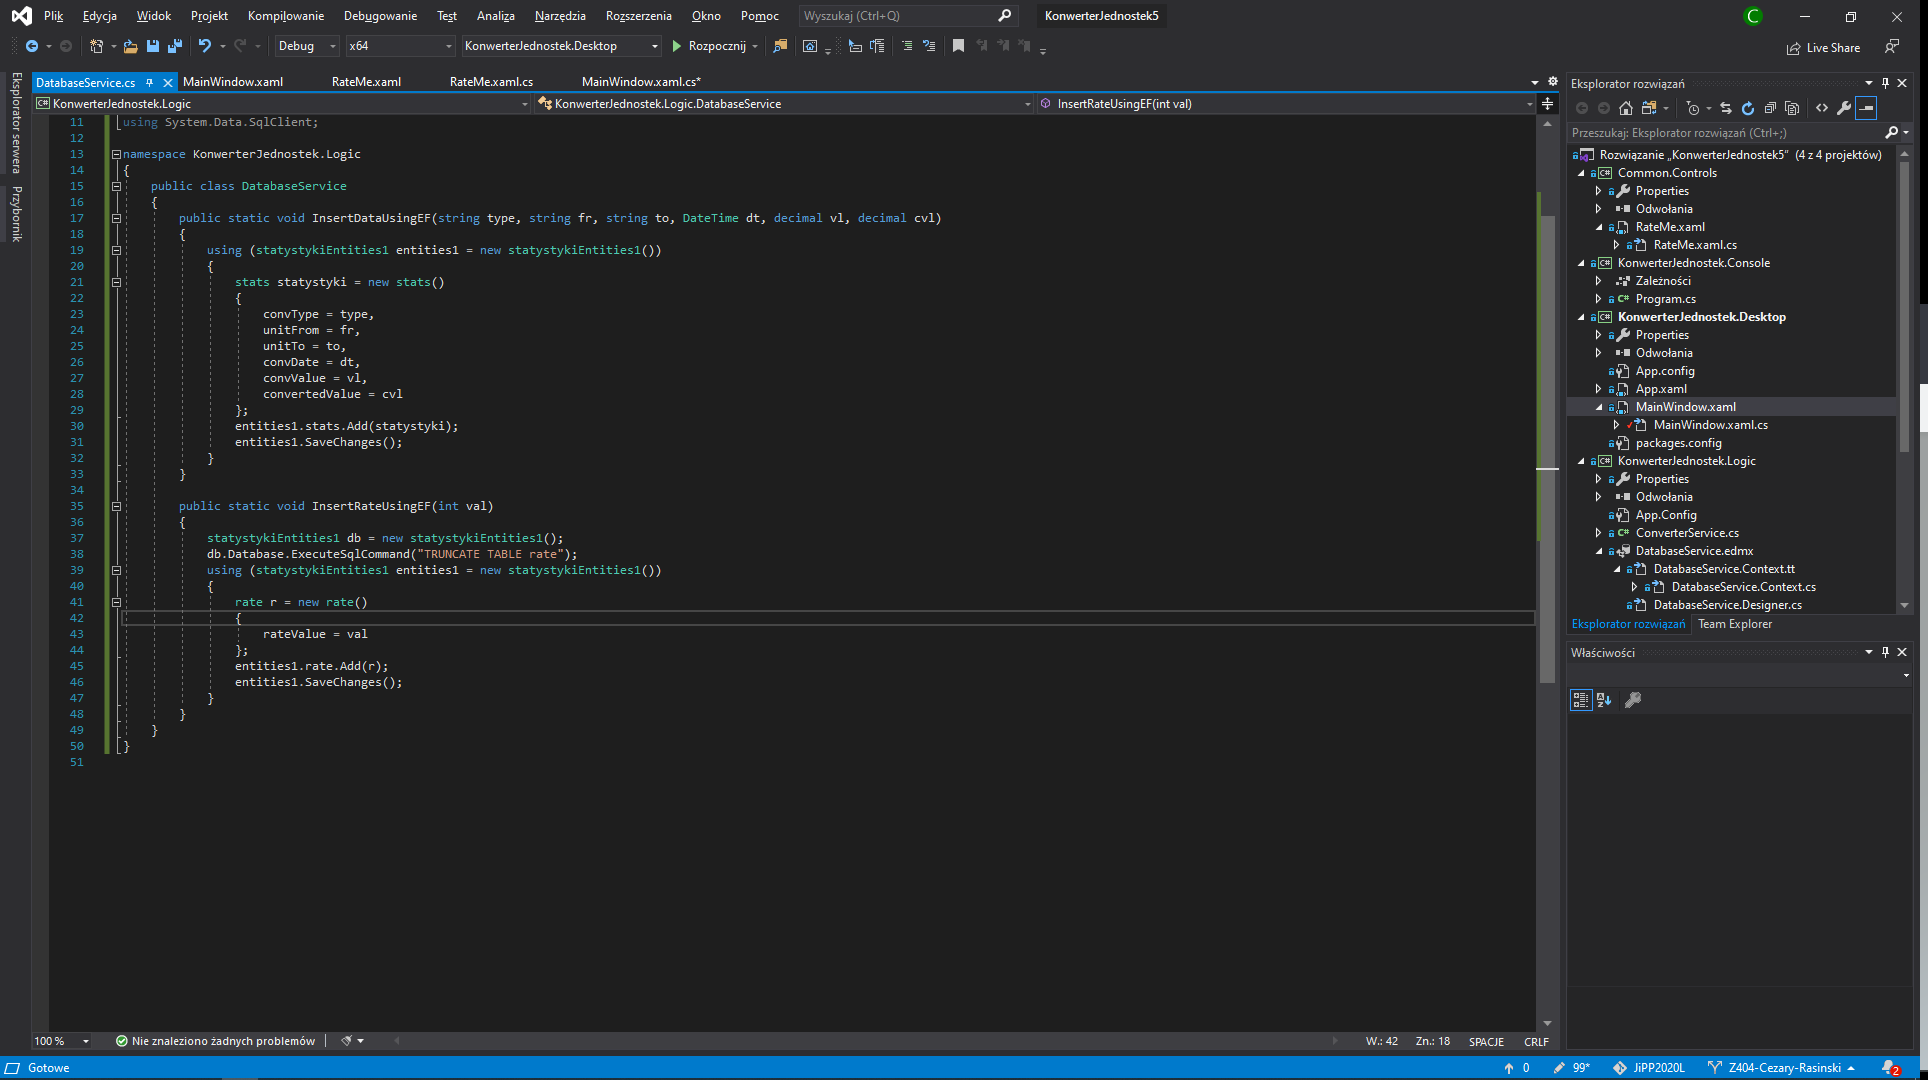 Plik Edycja Widok Projekt Kompilowanie Debugowanie Test Analiza Narzędzia Rozszerzenia Okno Pomoc Wyszukaj (Ctrl+Q) KonwerterJednostek5 C
Debug x64 KonwerterJednostek.Desktop Rozpocznij Live Share
Eksplorator serwera
Przybornik
DatabaseService.cs MainWindow.xaml RateMe.xaml RateMe.xaml.cs MainWindow.xaml.cs*
KonwerterJednostek.Logic KonwerterJednostek.Logic.DatabaseService InsertRateUsingEF(int val)
11 using System.Data.SqlClient;
12
13 namespace KonwerterJednostek.Logic
14 {
15 public class DatabaseService
16 {
17 public static void InsertDataUsingEF(string type, string fr, string to, DateTime dt, decimal vl, decimal cvl)
18 {
19 using (statystykiEntities1 entities1 = new statystykiEntities1())
20 {
21 stats statystyki = new stats()
22 {
23 convType = type,
24 unitFrom = fr,
25 unitTo = to,
26 convDate = dt,
27 convValue = vl,
28 convertedValue = cvl
29 };
30 entities1.stats.Add(statystyki);
31 entities1.SaveChanges();
32 }
33 }
34
35 public static void InsertRateUsingEF(int val)
36 {
37 statystykiEntities1 db = new statystykiEntities1();
38 db.Database.ExecuteSqlCommand("TRUNCATE TABLE rate");
39 using (statystykiEntities1 entities1 = new statystykiEntities1())
40 {
41 rate r = new rate()
42 {
43 rateValue = val
44 };
45 entities1.rate.Add(r);
46 entities1.SaveChanges();
47 }
48 }
49 }
50 }
51
100 % Nie znaleziono żadnych problemów W.: 42 Zn.: 18 SPACJE CRLF
Eksplorator rozwiązań
Przeszukaj: Eksplorator rozwiązań (Ctrl+;)
Rozwiązanie „KonwerterJednostek5” (4 z 4 projektów)
Common.Controls
Properties
Odwołania
RateMe.xaml
RateMe.xaml.cs
KonwerterJednostek.Console
Zależności
Program.cs
KonwerterJednostek.Desktop
Properties
Odwołania
App.config
App.xaml
MainWindow.xaml
MainWindow.xaml.cs
packages.config
KonwerterJednostek.Logic
Properties
Odwołania
App.Config
ConverterService.cs
DatabaseService.edmx
DatabaseService.Context.tt
DatabaseService.Context.cs
DatabaseService.Designer.cs
Eksplorator rozwiązań Team Explorer
Właściwości
Gotowe 0 99* JiPP2020L Z404-Cezary-Rasinski 2